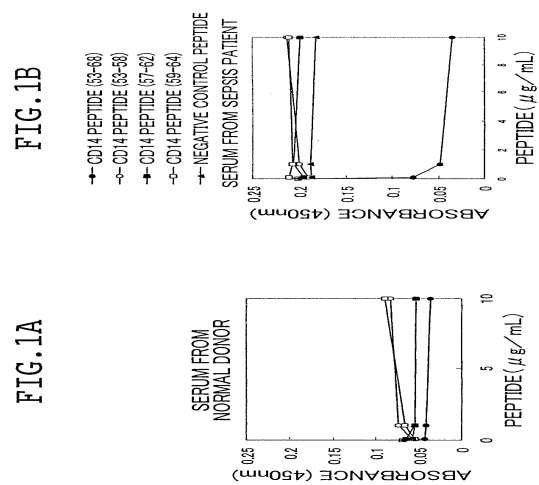 FIG.1A
SERUM FROM
NORMAL DONOR
ABSORBANCE (450nm)
0.25
0.2
0.15
0.1
0.05
0
0
5
10
PEPTIDE(μg/mL)
FIG.1B
CD14 PEPTIDE (53-68)
CD14 PEPTIDE (53-58)
CD14 PEPTIDE (57-62)
CD14 PEPTIDE (59-64)
NEGATIVE CONTROL PEPTIDE
SERUM FROM SEPSIS PATIENT
ABSORBANCE (450nm)
0.25
0.2
0.15
0.1
0.05
0
0
2
4
6
8
10
PEPTIDE(μg/mL)